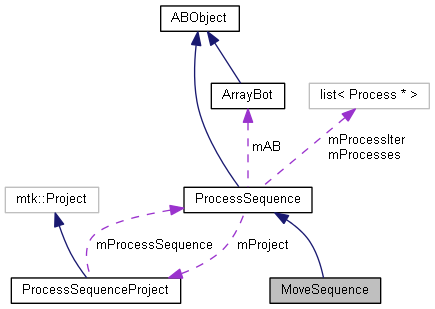 ABObject
ArrayBot
list< Process * >
mAB
mProcessIter
mProcesses
mtk::Project
ProcessSequence
mProcessSequence
mProject
ProcessSequenceProject
MoveSequence